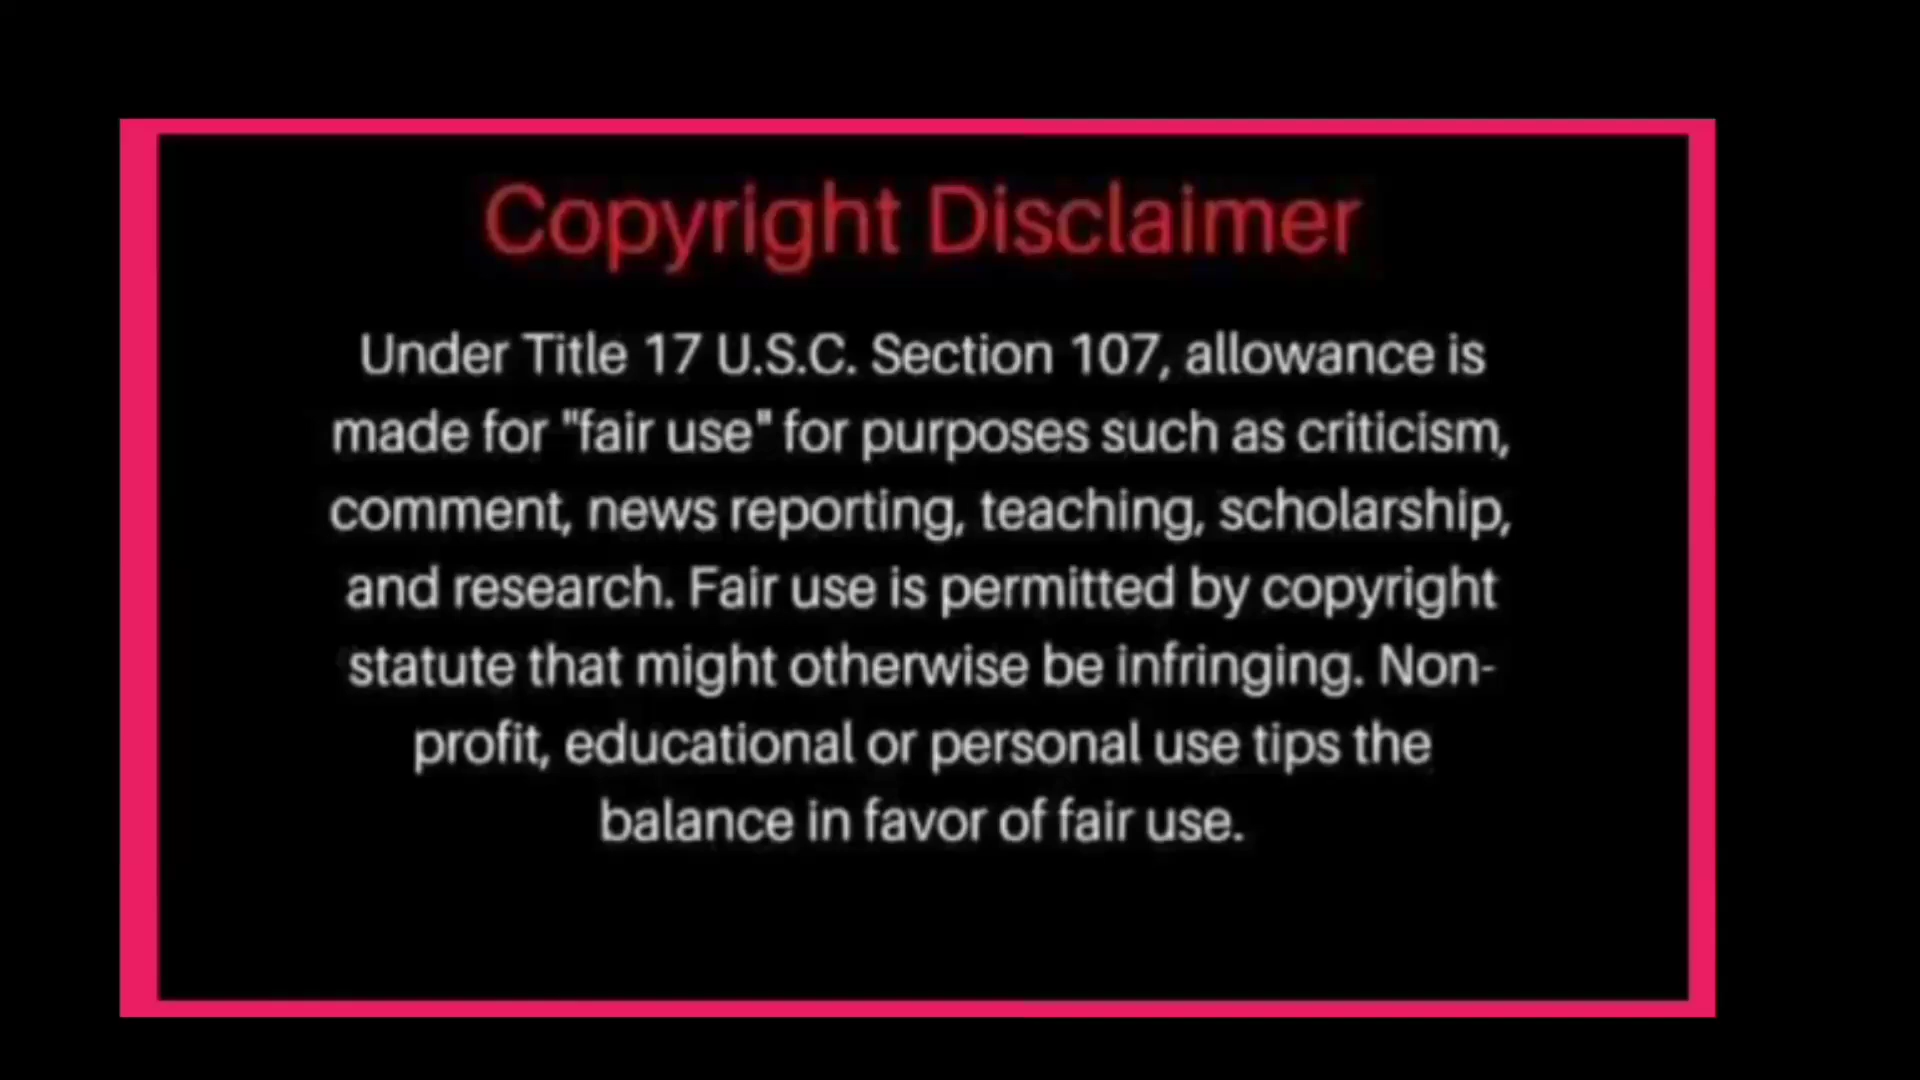 Copyright Disclaimer
Under Title 17 U.S.C. Section 107, allowance is
made for "fair use" for purposes such as criticism,
comment, news reporting, teaching, scholarship,
and research. Fair use is permitted by copyright
statute that might otherwise be infringing. Non-
profit, educational or personal use tips the
balance in favor of fair use.